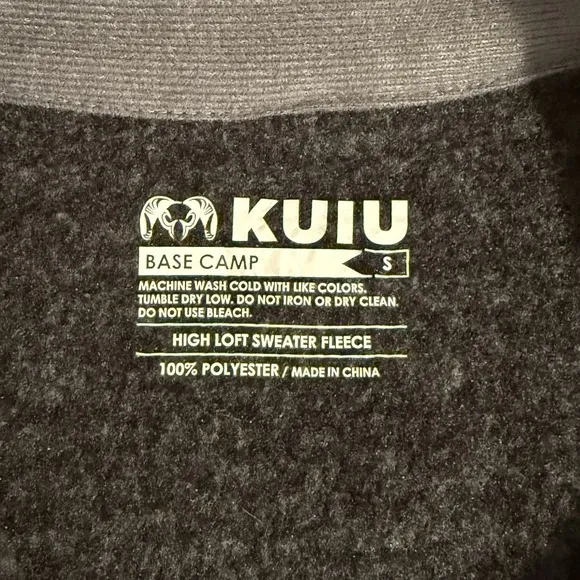 KUIU
BASE CAMP S
MACHINE WASH COLD WITH LIKE COLORS.
TUMBLE DRY LOW. DO NOT IRON OR DRY CLEAN.
DO NOT USE BLEACH.
HIGH LOFT SWEATER FLEECE
100% POLYESTER / MADE IN CHINA